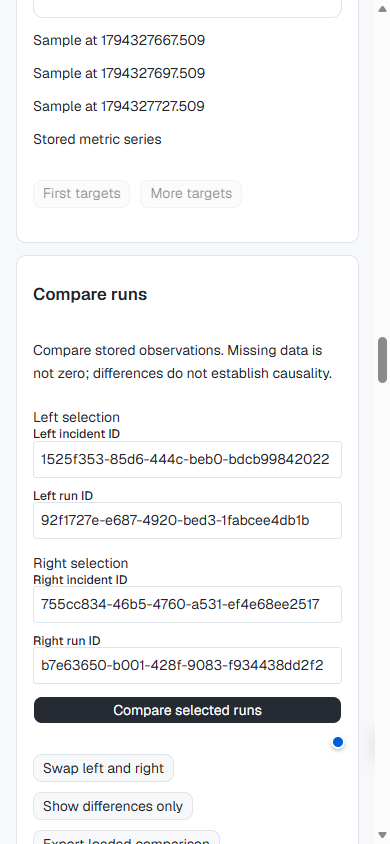 Sample at 1794327667.509
Sample at 1794327697.509
Sample at 1794327727.509
Stored metric series
First targets
More targets
Compare runs
Compare stored observations. Missing data is
not zero; differences do not establish causality.
Left selection
Left incident ID
1525f353-85d6-444c-beb0-bdcb99842022
Left run ID
92f1727e-e687-4920-bed3-1fabcee4db1b
Right selection
Right incident ID
755cc834-46b5-4760-a531-ef4e68ee2517
Right run ID
b7e63650-b001-428f-9083-f934438dd2f2
Compare selected runs
Swap left and right
Show differences only
Export loaded comparison